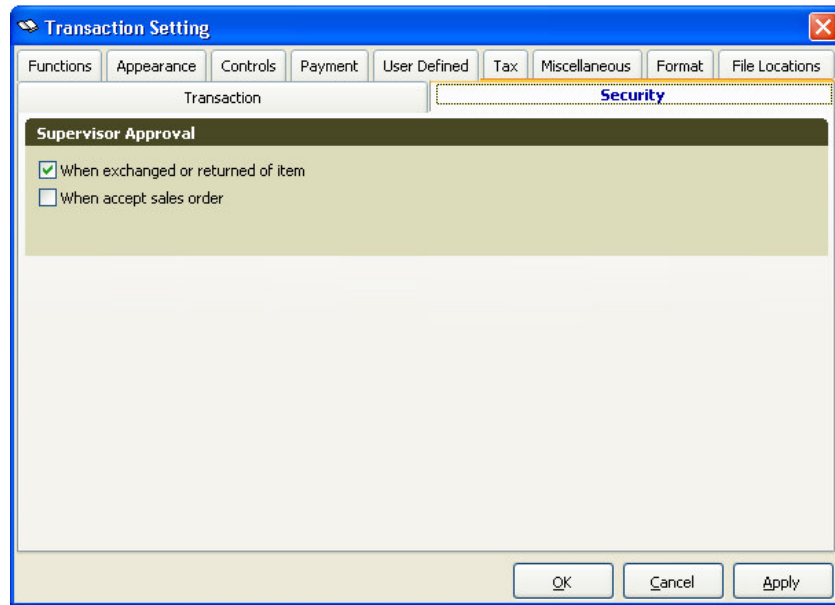 Transaction Setting
Functions Appearance Controls Payment User Defined Tax Miscellaneous Format File Locations
Transaction Security
Supervisor Approval
When exchanged or returned of item
When accept sales order
OK Cancel Apply